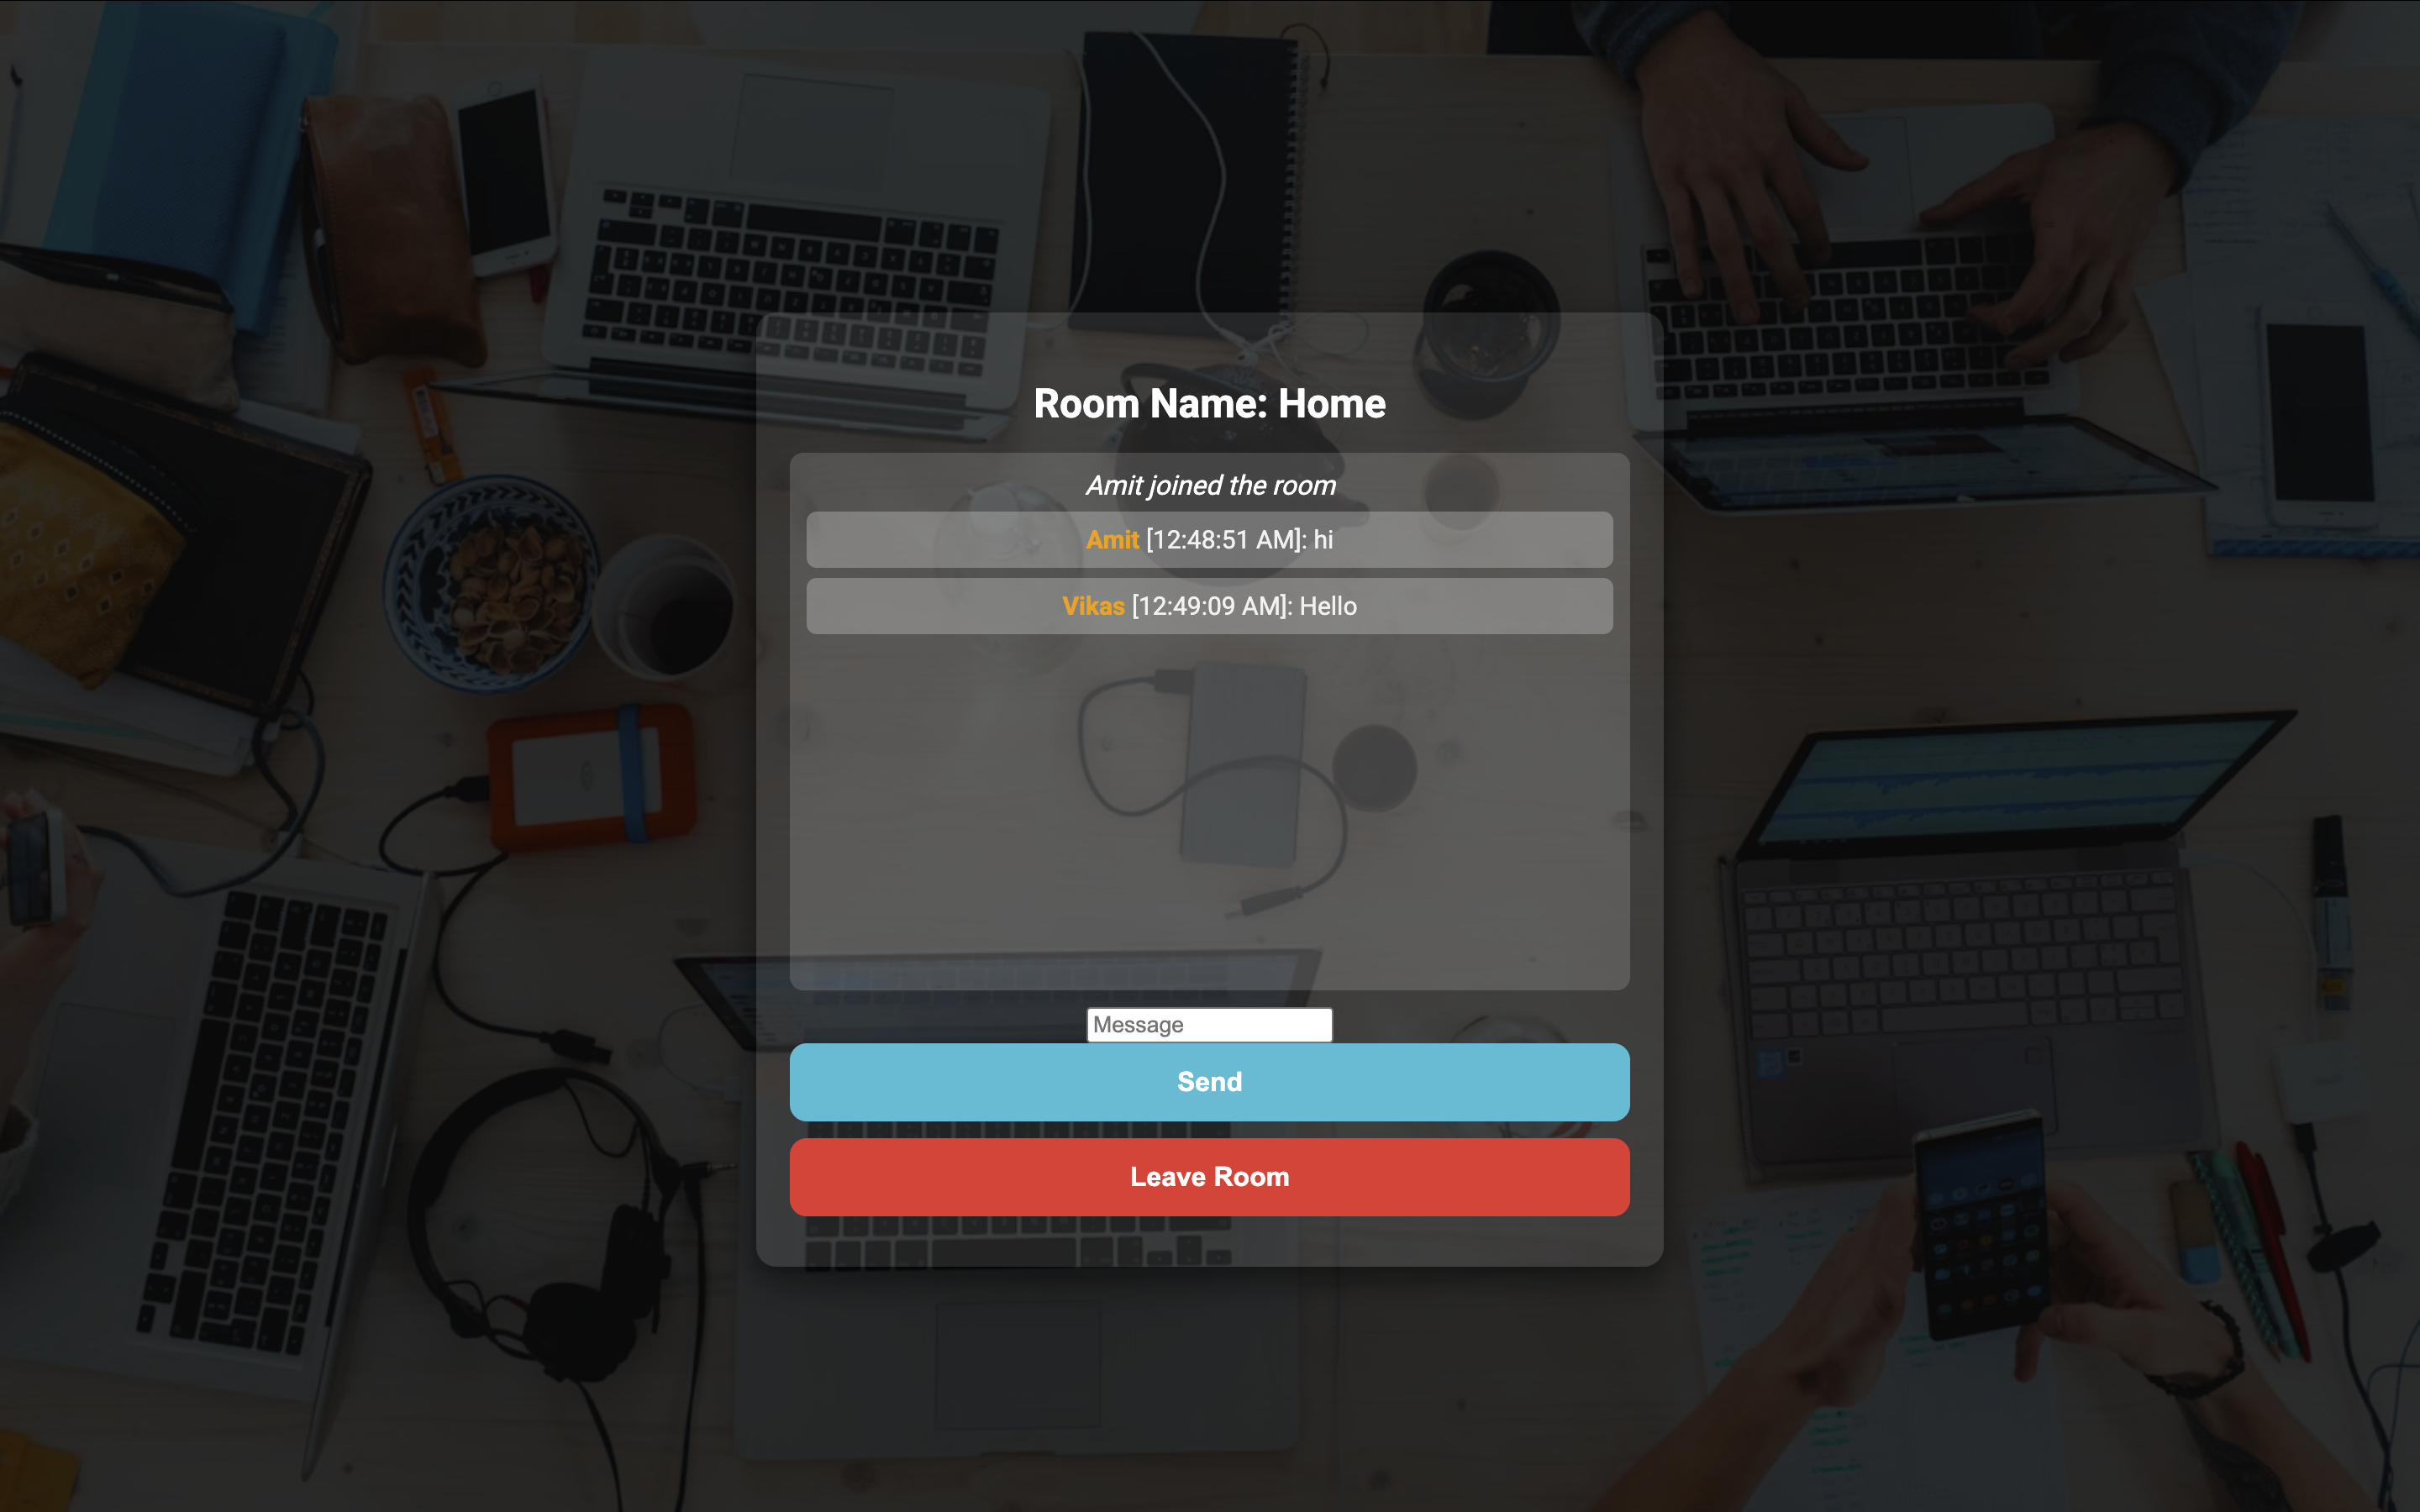 Room Name: Home
Amit joined the room
Amit [12:48:51 AM]: hi
Vikas [12:49:09 AM]: Hello
Message
Send
Leave Room